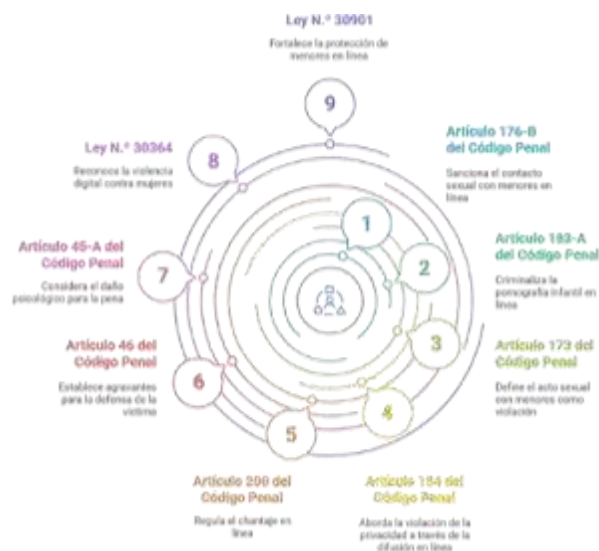 Ley N.º 30901
Fortalece la protección de
menores en línea
9
Artículo 176-B
del Código Penal
Sanciona el contacto
sexual con menores en
línea
Ley N.º 30364
Reconoce la violencia
digital contra mujeres
8
1
Artículo 183-A
del Código Penal
Criminaliza la
pornografía infantil en
línea
2
Artículo 45-A del
Código Penal
Considera el daño
psicológico para la pena
7
3
Artículo 173 del
Código Penal
Define el acto sexual
con menores como
violación
Artículo 46 del
Código Penal
Establece agravantes
para la defensa de la
víctima
6
4
5
Artículo 200 del
Código Penal
Regula el chantaje en
línea
Artículo 154 del
Código Penal
Aborda la violación de la
privacidad a través de la
difusión en línea